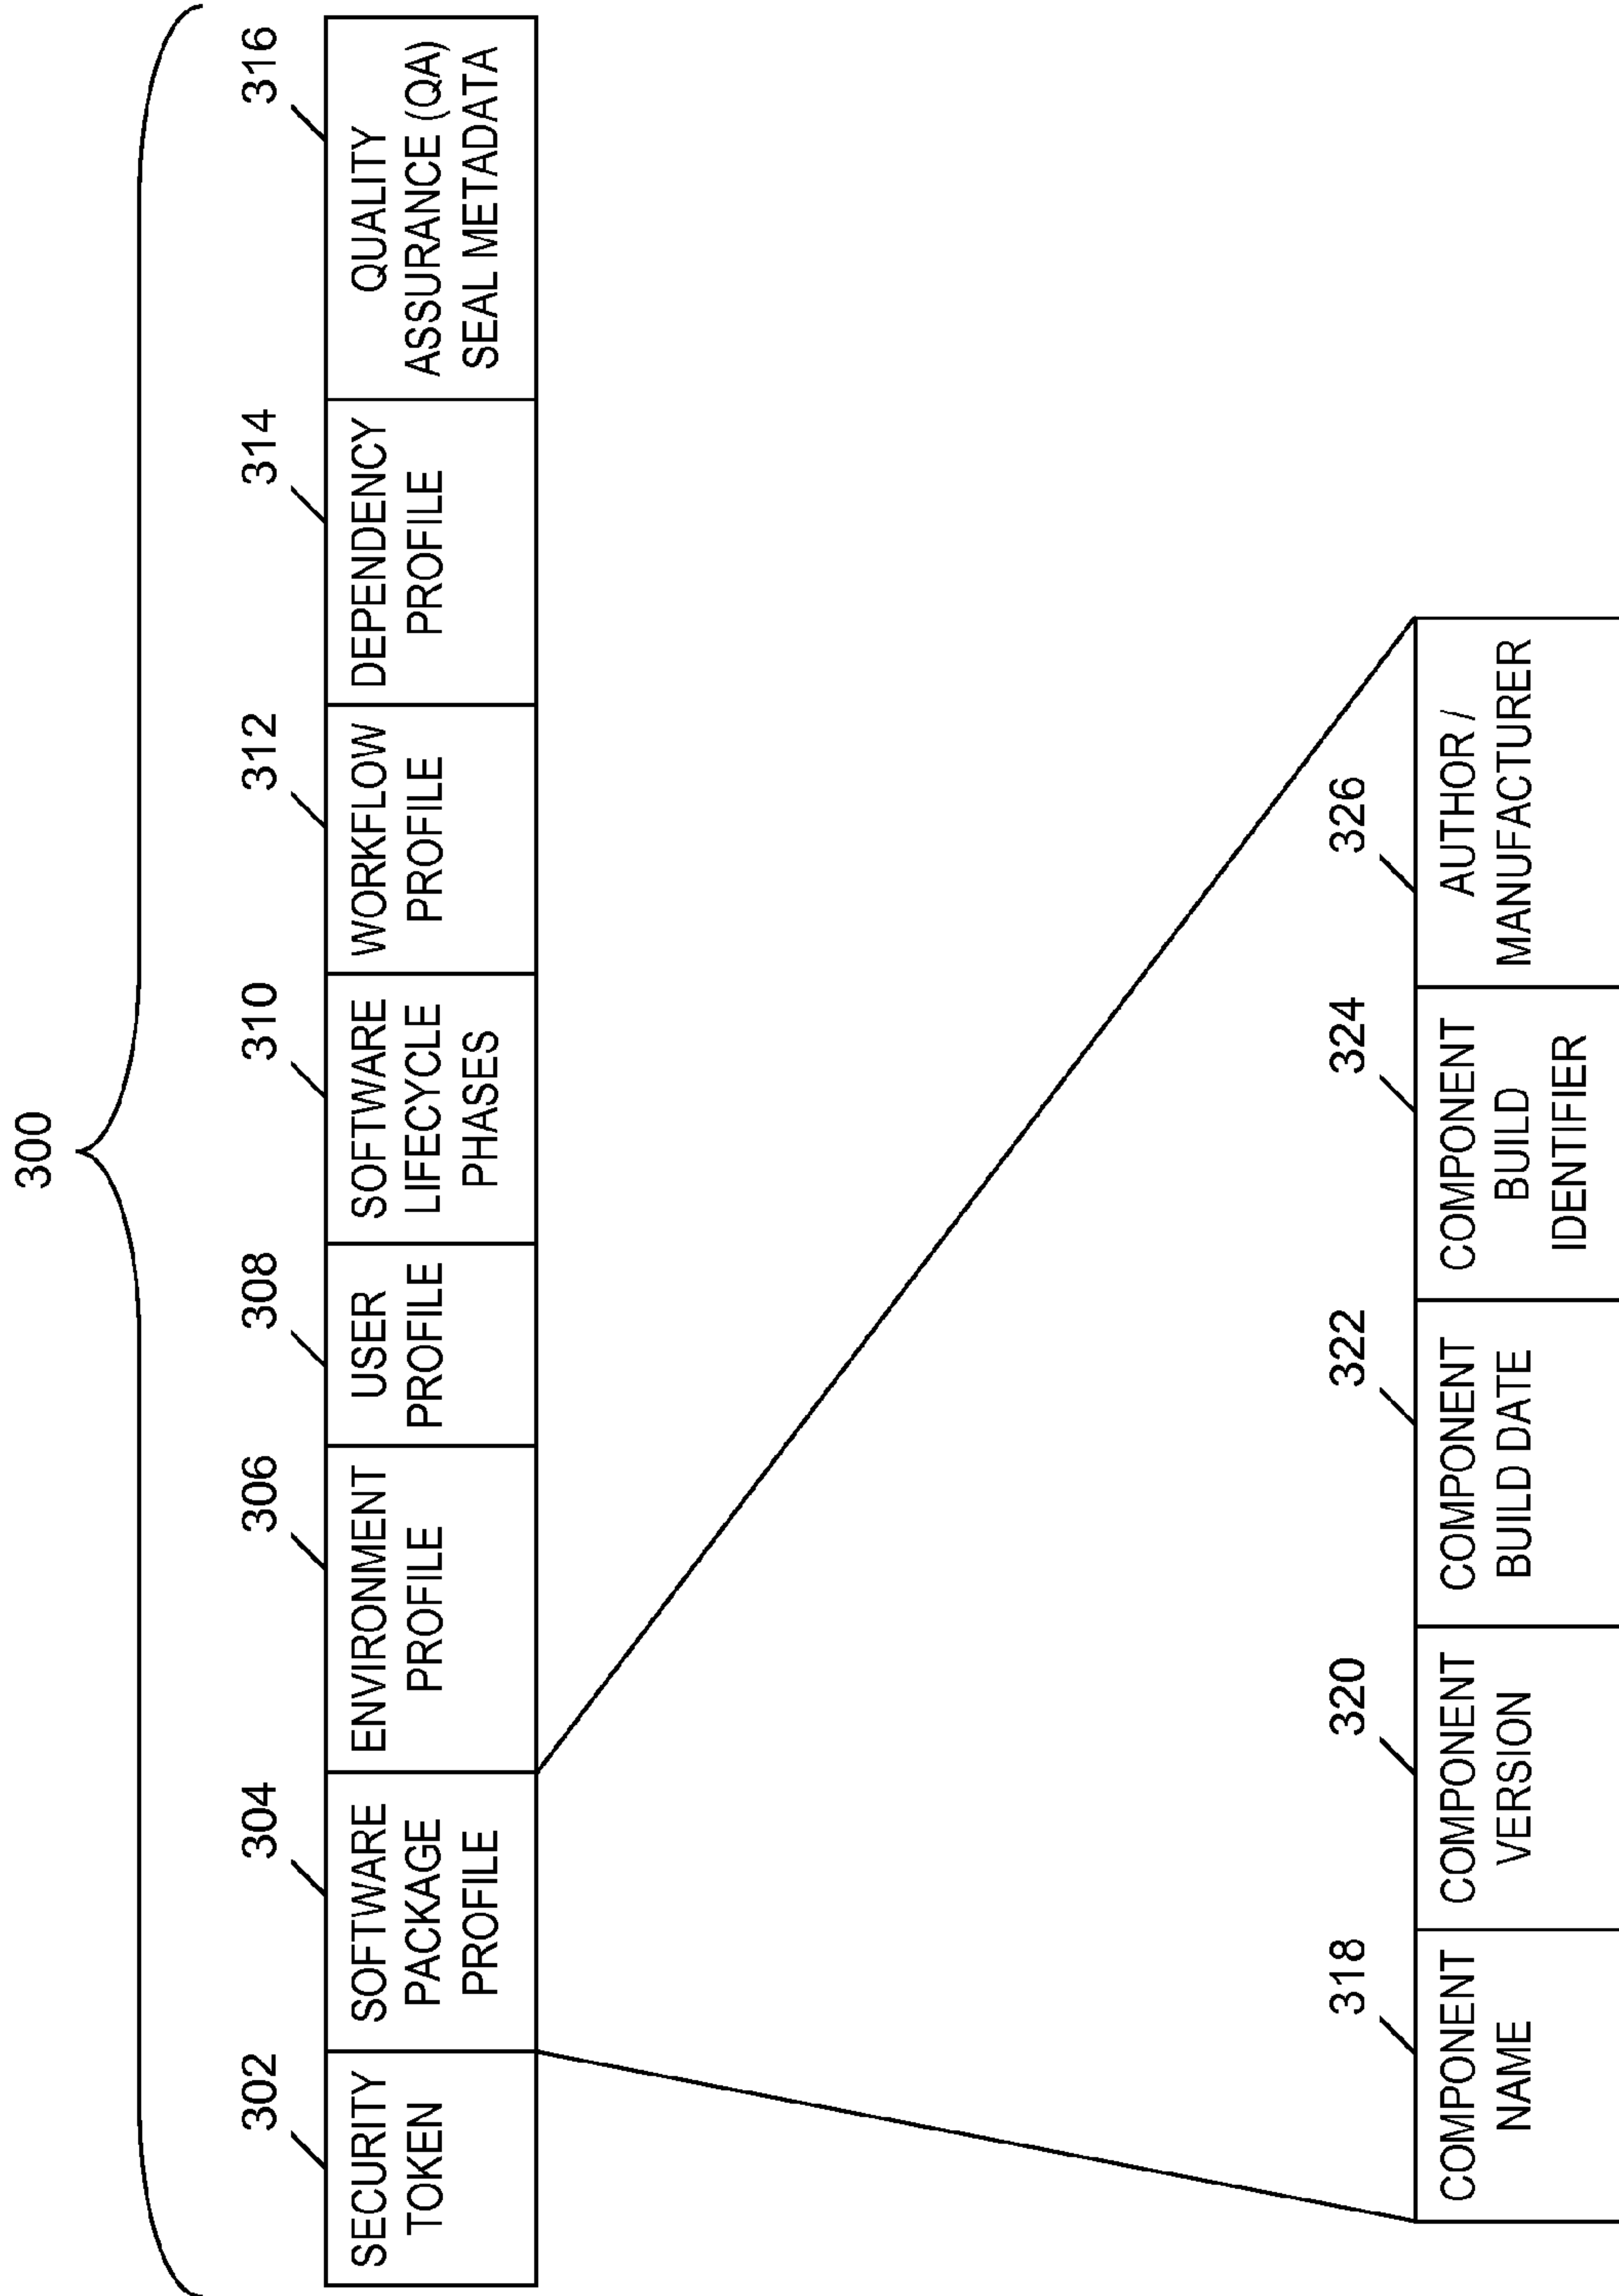 300
302
304
306
308
310
312
314
316
SECURITY
TOKEN
SOFTWARE
PACKAGE
PROFILE
ENVIRONMENT
PROFILE
USER
PROFILE
SOFTWARE
LIFECYCLE
PHASES
WORKFLOW
PROFILE
DEPENDENCY
PROFILE
QUALITY
ASSURANCE (QA)
SEAL METADATA
318
320
322
324
326
COMPONENT
NAME
COMPONENT
VERSION
COMPONENT
BUILD DATE
COMPONENT
BUILD
IDENTIFIER
AUTHOR /
MANUFACTURER